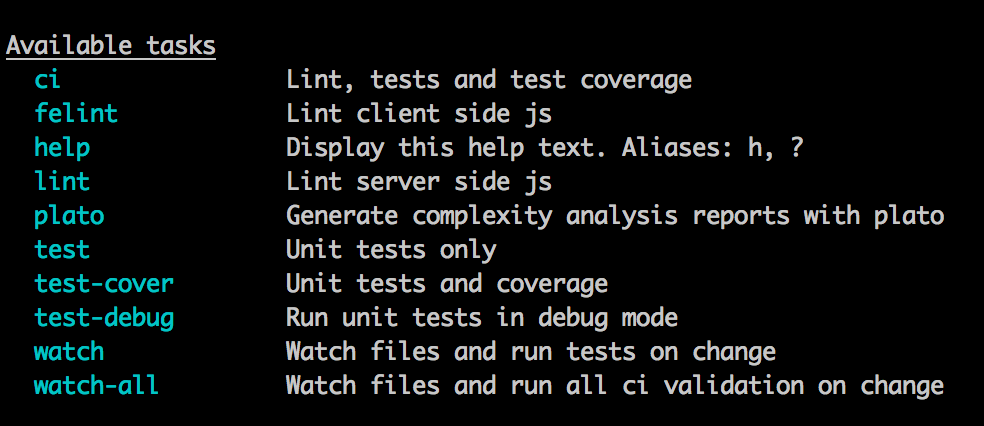 Available tasks
ci Lint, tests and test coverage
felint Lint client side js
help Display this help text. Aliases: h, ?
lint Lint server side js
plato Generate complexity analysis reports with plato
test Unit tests only
test-cover Unit tests and coverage
test-debug Run unit tests in debug mode
watch Watch files and run tests on change
watch-all Watch files and run all ci validation on change